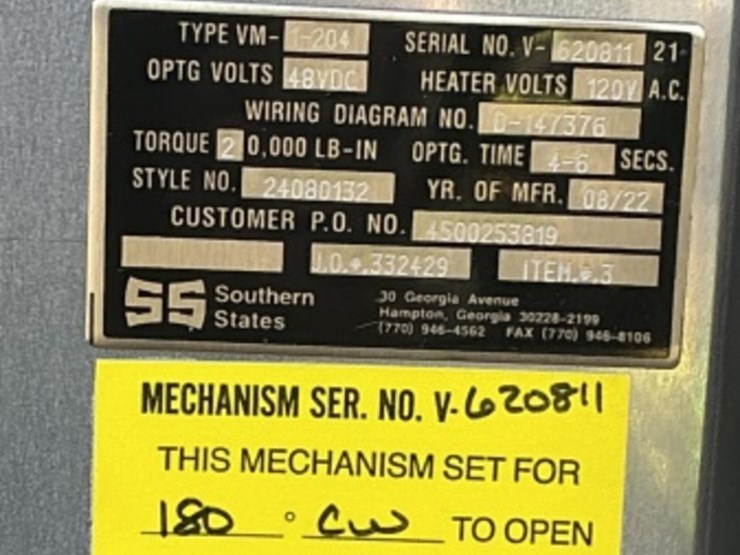 TYPE VM- 1-204 SERIAL NO. V- 620811 21-
OPTG VOLTS 48VDC HEATER VOLTS 120V A.C.
WIRING DIAGRAM NO. D-147376
TORQUE 2 0,000 LB-IN OPTG. TIME 4-6 SECS.
STYLE NO. 24080132 YR. OF MFR. 08/22
CUSTOMER P.O. NO. 4500253819
J.O.#.332429 ITEM.#.3
SS Southern States
30 Georgia Avenue
Hampton, Georgia 30228-2199
(770) 946-4562 FAX (770) 946-8106
MECHANISM SER. NO. V-620811
THIS MECHANISM SET FOR
180 ° CW TO OPEN